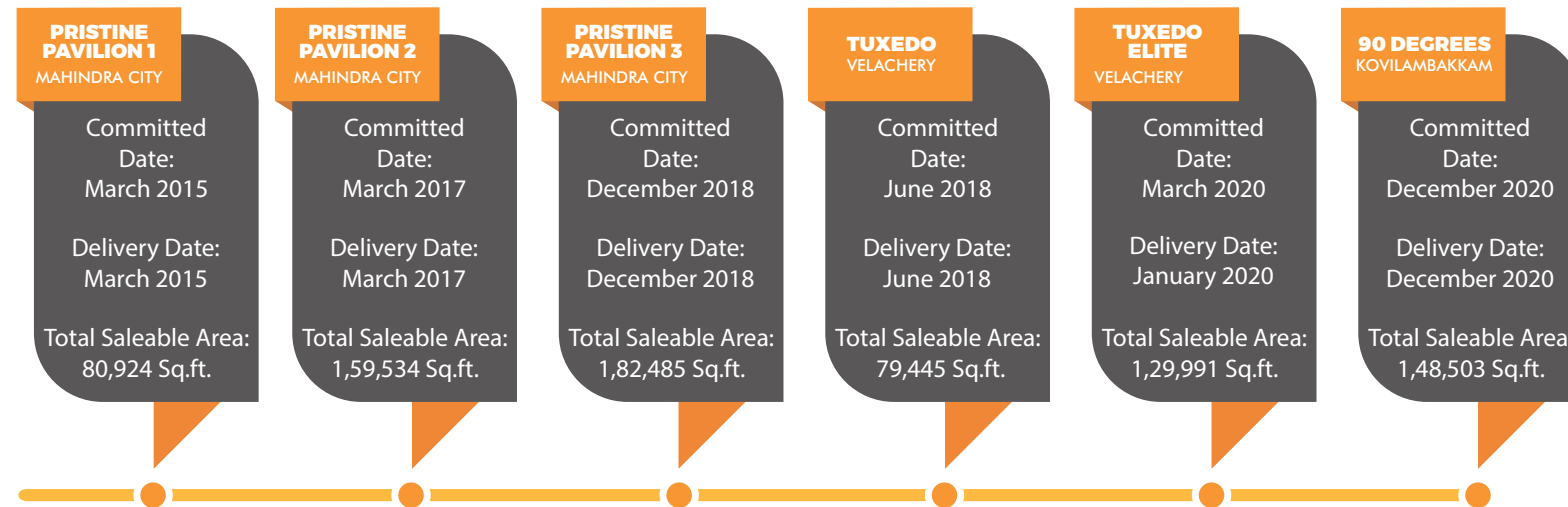 PRISTINE
PAVILION 1
MAHINDRA CITY
Committed
Date:
March 2015
Delivery Date:
March 2015
Total Saleable Area:
80,924 Sq.ft.
PRISTINE
PAVILION 2
MAHINDRA CITY
Committed
Date:
March 2017
Delivery Date:
March 2017
Total Saleable Area:
1,59,534 Sq.ft.
PRISTINE
PAVILION 3
MAHINDRA CITY
Committed
Date:
December 2018
Delivery Date:
December 2018
Total Saleable Area:
1,82,485 Sq.ft.
TUXEDO
VELACHERY
Committed
Date:
June 2018
Delivery Date:
June 2018
Total Saleable Area:
79,445 Sq.ft.
TUXEDO
ELITE
VELACHERY
Committed
Date:
March 2020
Delivery Date:
January 2020
Total Saleable Area:
1,29,991 Sq.ft.
90 DEGREES
KOVILAMBAKKAM
Committed
Date:
December 2020
Delivery Date:
December 2020
Total Saleable Area
1,48,503 Sq.ft.